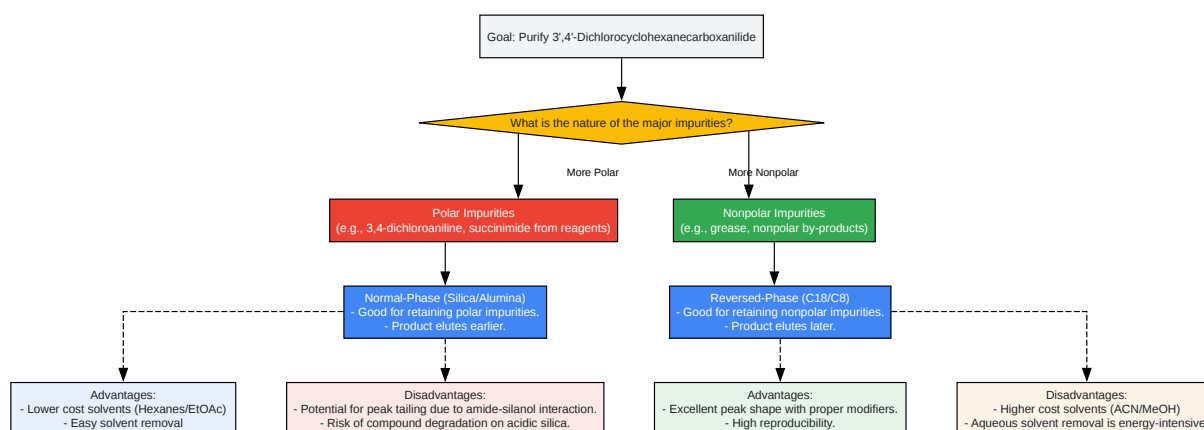 Goal: Purify 3',4'-Dichlorocyclohexanecarboxanilide
What is the nature of the major impurities?
More Polar
More Nonpolar
Polar Impurities
(e.g., 3,4-dichloroaniline, succinimide from reagents)
Nonpolar Impurities
(e.g., grease, nonpolar by-products)
Normal-Phase (Silica/Alumina)
- Good for retaining polar impurities.
- Product elutes earlier.
Reversed-Phase (C18/C8)
- Good for retaining nonpolar impurities.
- Product elutes later.
Advantages:
- Lower cost solvents (Hexanes/EtOAc)
- Easy solvent removal
Disadvantages:
- Potential for peak tailing due to amide-silanol interaction.
- Risk of compound degradation on acidic silica.
Advantages:
- Excellent peak shape with proper modifiers.
- High reproducibility.
Disadvantages:
- Higher cost solvents (ACN/MeOH)
- Aqueous solvent removal is energy-intensive